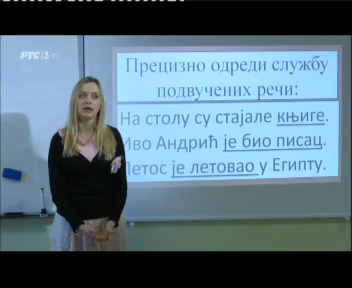 РТС 3
Прецизно одреди службу
подвучених речи:
На столу су стајале књиге.
Иво Андрић је био писац.
Летос је летовао у Египту.